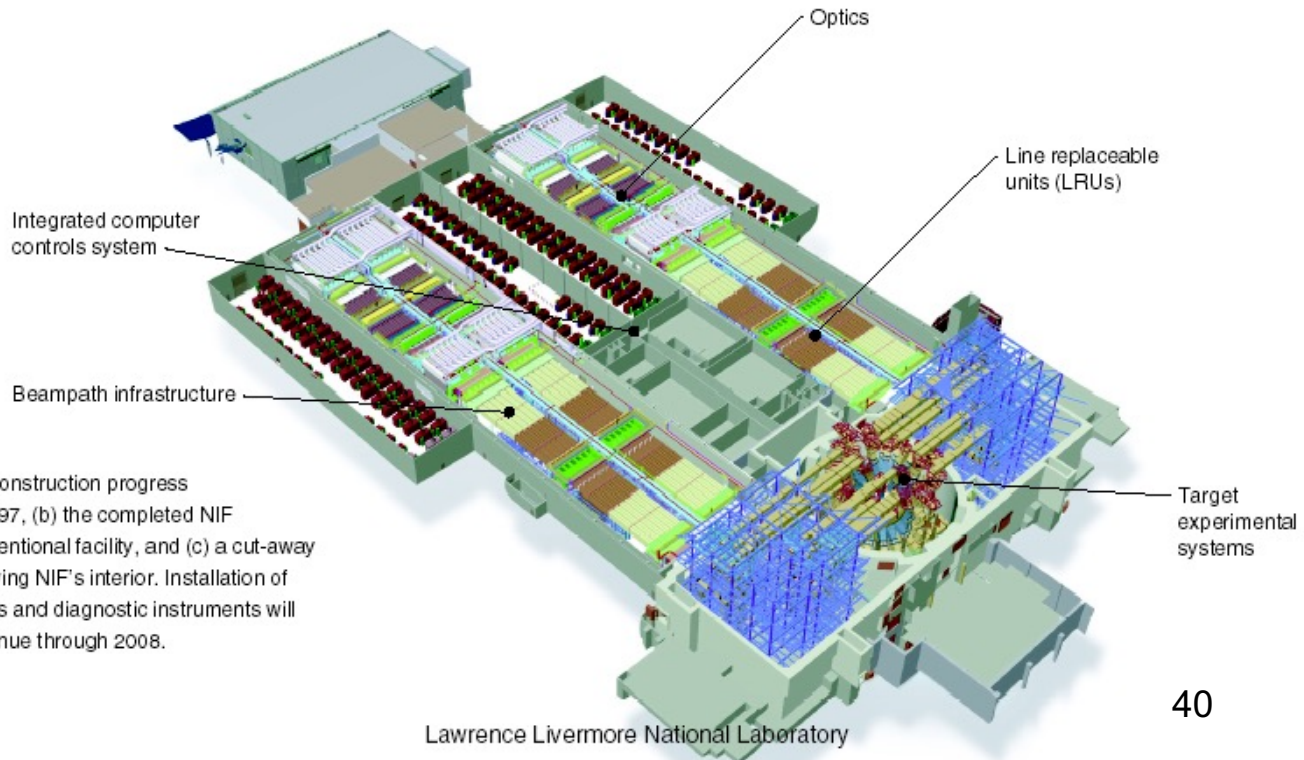 Optics
Line replaceable
units (LRUs)
Integrated computer
controls system
Beampath infrastructure
onstruction progress
97, (b) the completed NIF
entional facility, and (c) a cut-away
ing NIF's interior. Installation of
s and diagnostic instruments will
nue through 2008.
Target
experimental
systems
40
Lawrence Livermore National Laboratory